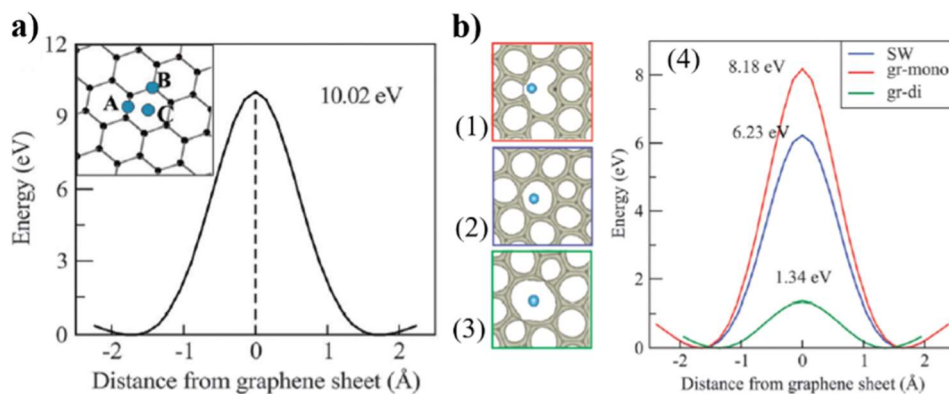 a)
12
9
6
3
0
Energy (eV)
A
B
C
10.02 eV
-2
-1
0
1
2
Distance from graphene sheet (Å)
b)
(1)
(2)
(3)
(4)
SW
gr-mono
gr-di
8.18 eV
6.23 eV
1.34 eV
8
6
4
2
0
Energy (eV)
-2
-1
0
1
2
Distance from graphene sheet (Å)